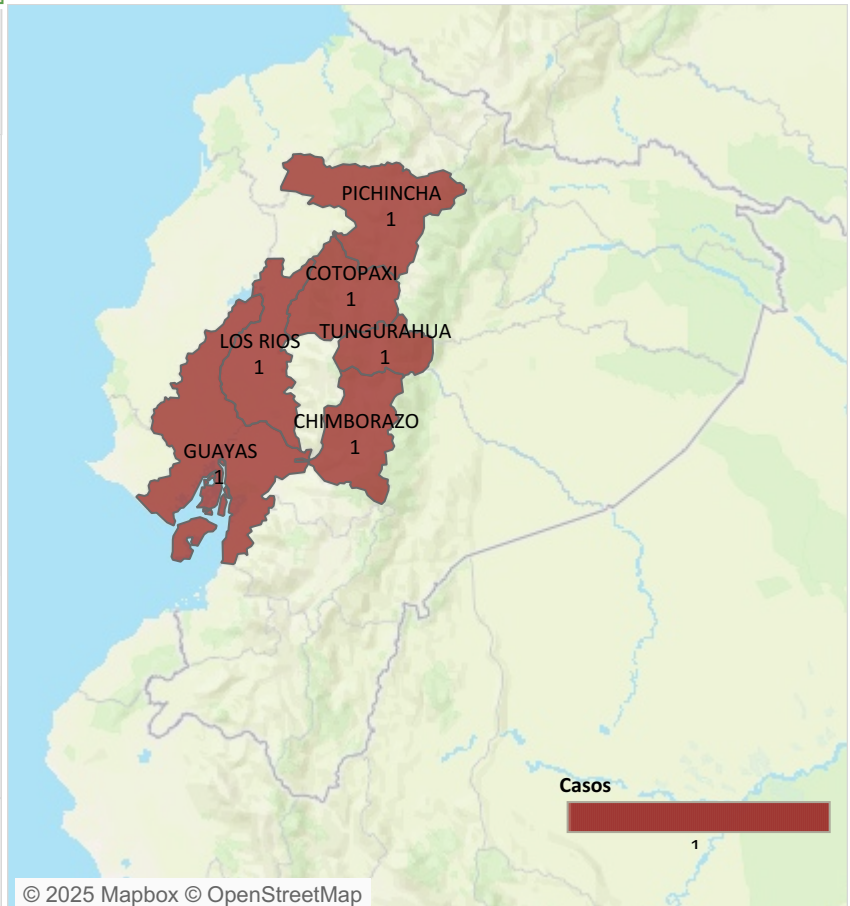 PICHINCHA
1
COTOPAXI
1
TUNGURAHUA
1
LOS RIOS
1
CHIMBORAZO
1
GUAYAS
1
Casos
1
© 2025 Mapbox © OpenStreetMap